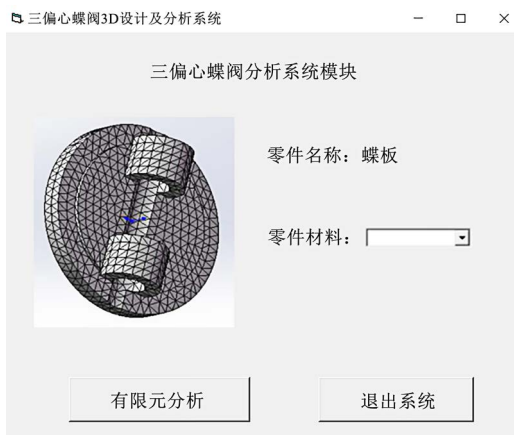 三偏心蝶阀3D设计及分析系统
三偏心蝶阀分析系统模块
零件名称：蝶板
零件材料：
有限元分析
退出系统